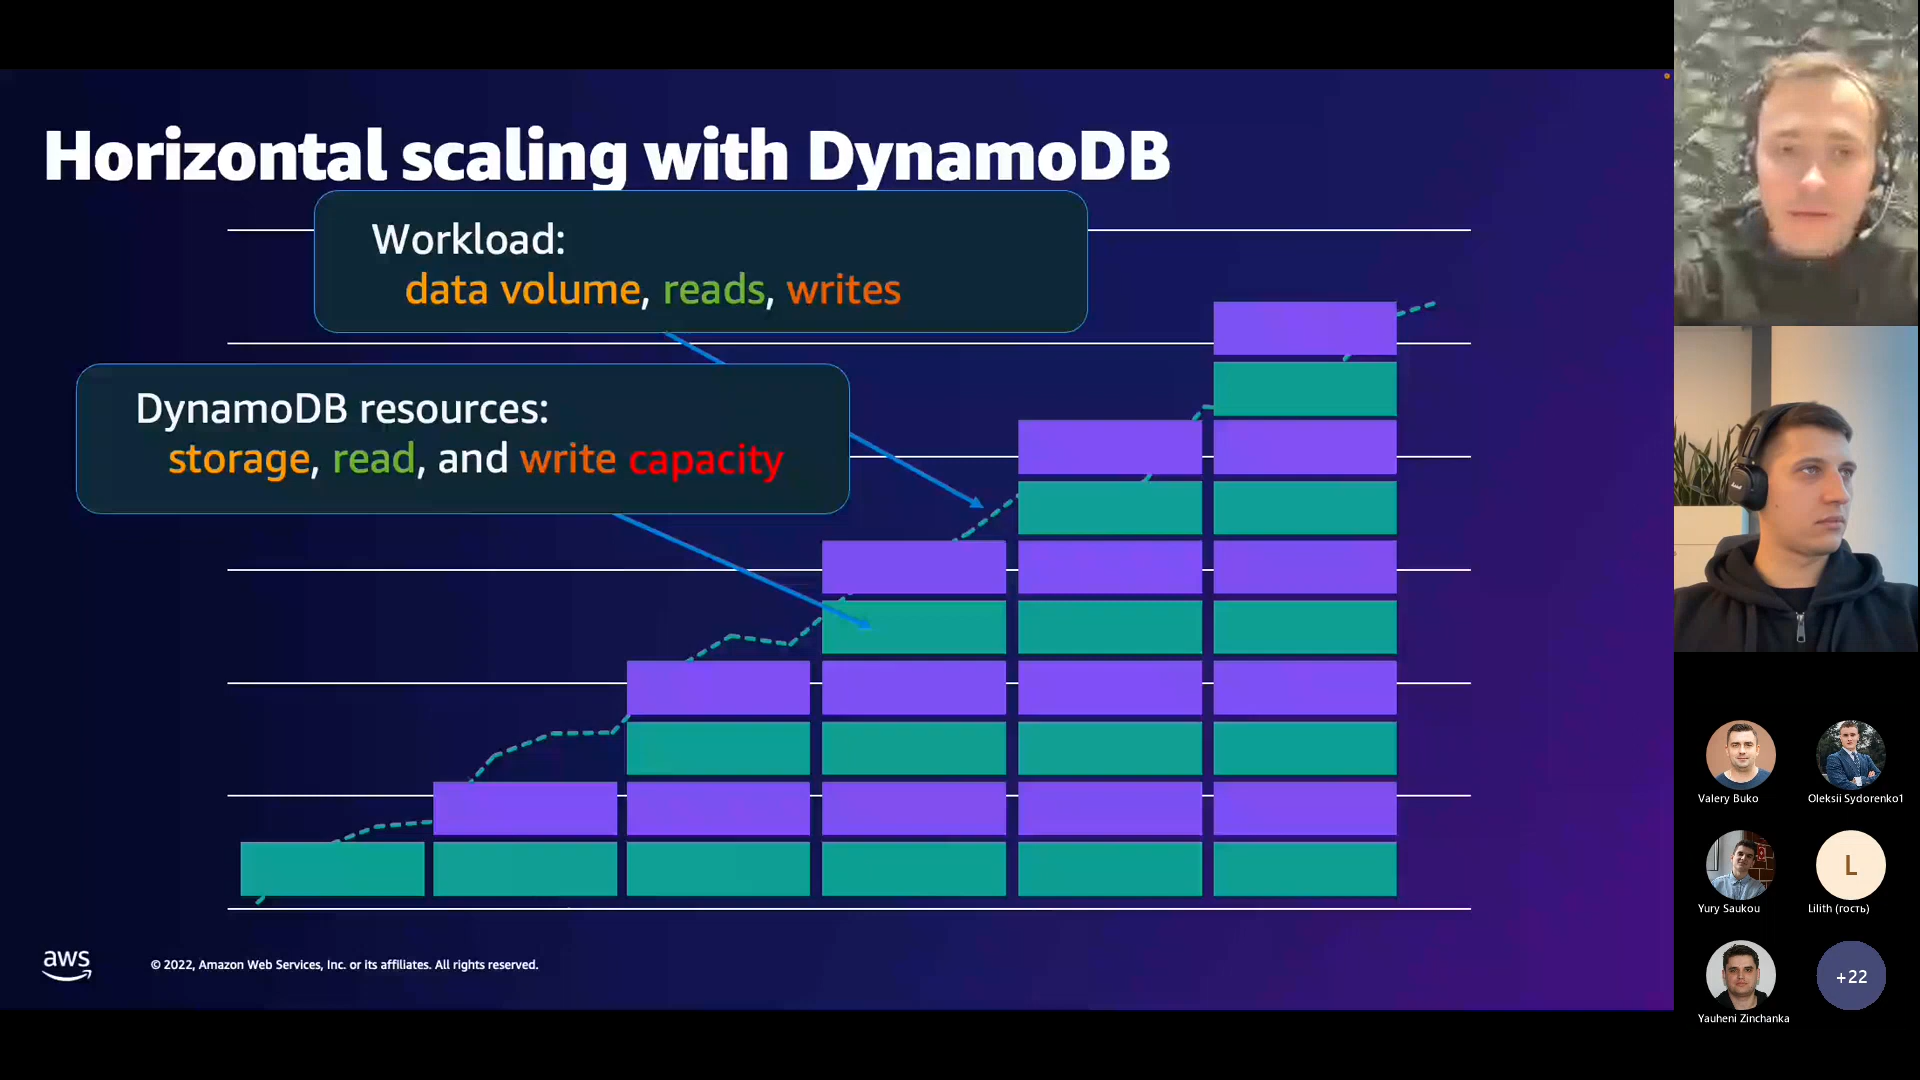 Horizontal scaling with DynamoDB
Workload:
data volume, reads, writes
DynamoDB resources:
storage, read, and write capacity
aws
© 2022, Amazon Web Services, Inc. or its affiliates. All rights reserved.
Valery Buko
Oleksii Sydorenko1
Yury Saukou
L
Lilith (гость)
Yauheni Zinchanka
+22